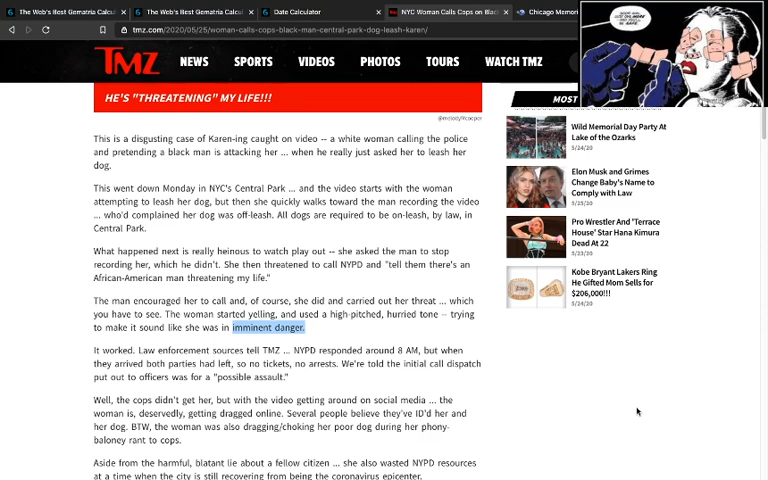 The Web's Best Gematria Calcul
The Web's Best Gematria Calcul
Date Calculator
NYC Woman Calls Cops on Blac
Chicago Memori
tmz.com/2020/05/25/woman-calls-cops-black-man-central-park-dog-leash-karen/
TMZ
NEWS
SPORTS
VIDEOS
PHOTOS
TOURS
WATCH TMZ
HE'S "THREATENING" MY LIFE!!!
This is a disgusting case of Karen-ing caught on video -- a white woman calling the police
and pretending a black man is attacking her ... when he really just asked her to leash her
dog.
This went down Monday in NYC's Central Park ... and the video starts with the woman
attempting to leash her dog, but then she quickly walks toward the man recording the video
... who'd complained her dog was off-leash. All dogs are required to be on-leash, by law, in
Central Park.
What happened next is really heinous to watch play out -- she asked the man to stop
recording her, which he didn't. She then threatened to call NYPD and "tell them there's an
African-American man threatening my life."
The man encouraged her to call and, of course, she did and carried out her threat ... which
you have to see. The woman started yelling, and used a high-pitched, hurried tone -- trying
to make it sound like she was in imminent danger.
It worked. Law enforcement sources tell TMZ ... NYPD responded around 8 AM, but when
they arrived both parties had left, so no tickets, no arrests. We're told the initial call dispatch
put out to officers was for a "possible assault."
Well, the cops didn't get her, but with the video getting around on social media ... the
woman is, deservedly, getting dragged online. Several people believe they've ID'd her and
her dog. BTW, the woman was also dragging/choking her poor dog during her phony-
baloney rant to cops.
Aside from the harmful, blatant lie about a fellow citizen ... she also wasted NYPD resources
at a time when the city is still recovering from being the coronavirus epicenter.
MOST
Wild Memorial Day Party At
Lake of the Ozarks
5/24/20
Elon Musk and Grimes
Change Baby's Name to
Comply with Law
5/25/20
Pro Wrestler And 'Terrace
House' Star Hana Kimura
Dead At 22
5/23/20
Kobe Bryant Lakers Ring
He Gifted Mom Sells for
$206,000!!!
5/24/20